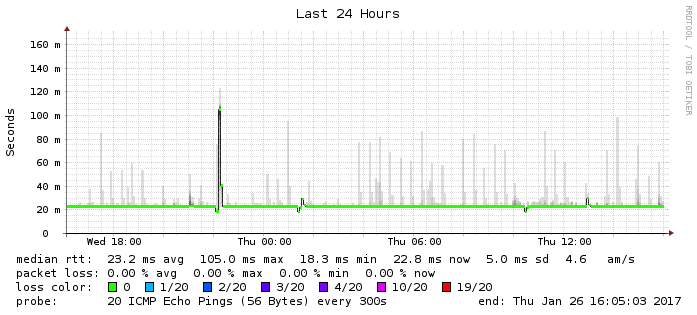 Last 24 Hours
RRDTOOL / TOBI OETIKER
Seconds
160 m
140 m
120 m
100 m
80 m
60 m
40 m
20 m
0
Wed 18:00 Thu 00:00 Thu 06:00 Thu 12:00
median rtt: 23.2 ms avg 105.0 ms max 18.3 ms min 22.8 ms now 5.0 ms sd 4.6 am/s
packet loss: 0.00 % avg 0.00 % max 0.00 % min 0.00 % now
loss color: 0 1/20 2/20 3/20 4/20 10/20 19/20
probe: 20 ICMP Echo Pings (56 Bytes) every 300s end: Thu Jan 26 16:05:03 2017